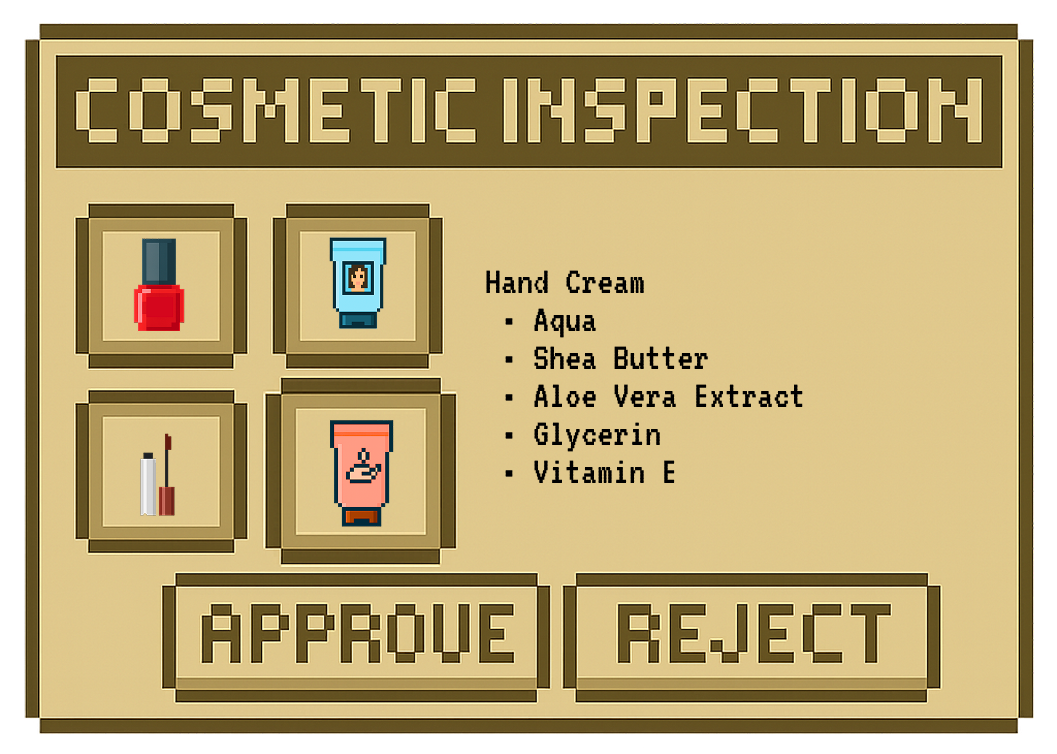 COSMETIC INSPECTION
Hand Cream
▪ Aqua
▪ Shea Butter
▪ Aloe Vera Extract
▪ Glycerin
▪ Vitamin E
APPROVE
REJECT